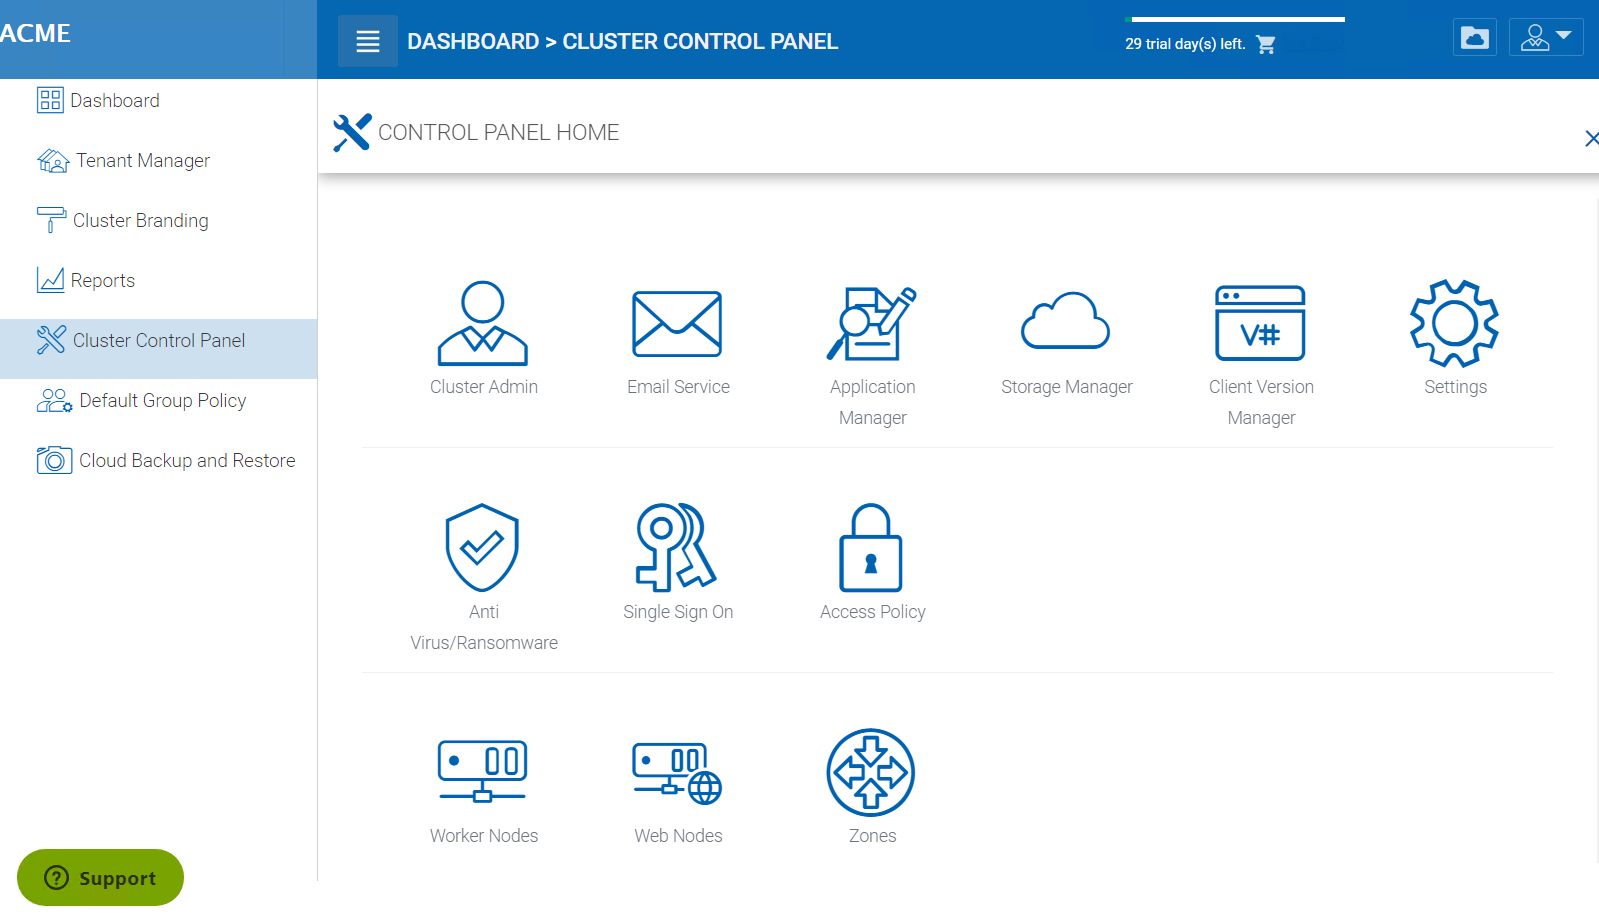 ACME
DASHBOARD > CLUSTER CONTROL PANEL
29 trial day(s) left.
Dashboard
Tenant Manager
Cluster Branding
Reports
Cluster Control Panel
Default Group Policy
Cloud Backup and Restore
CONTROL PANEL HOME
Cluster Admin
Email Service
Application
Manager
Storage Manager
V#
Client Version
Manager
Settings
Anti
Virus/Ransomware
Single Sign On
Access Policy
Worker Nodes
Web Nodes
Zones
? Support